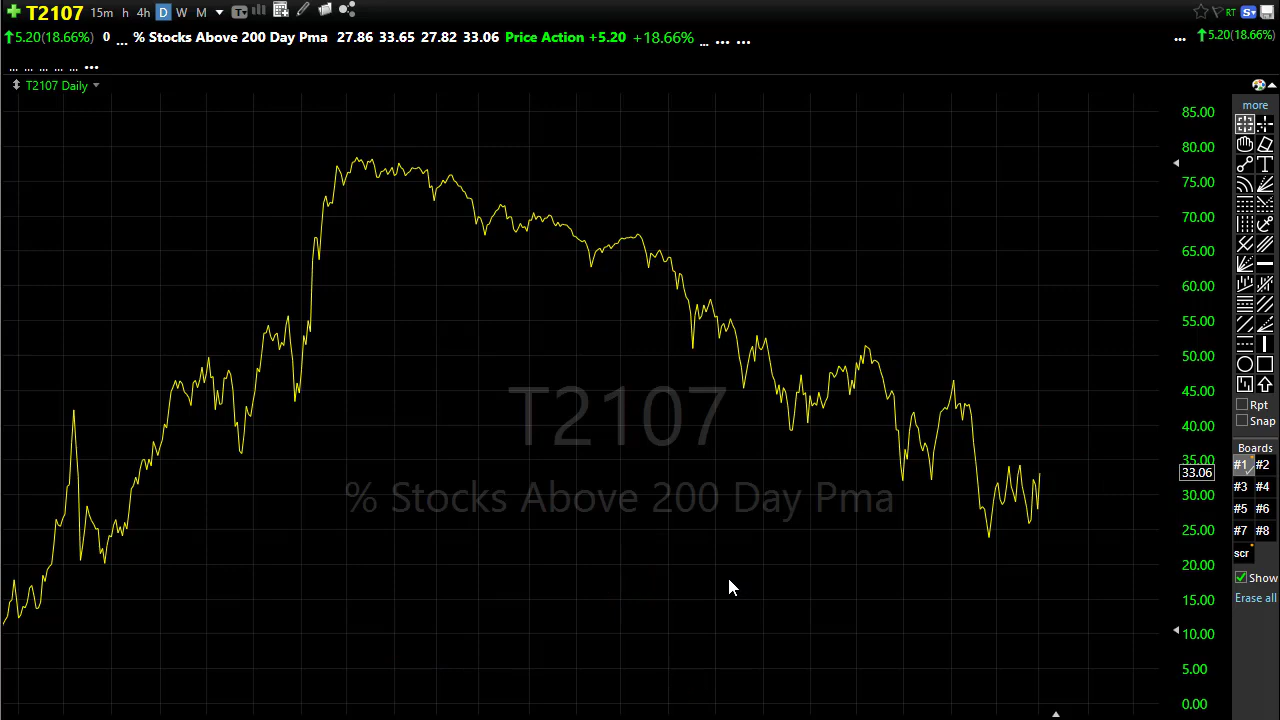 T2107 15m h 4h D W M T RT S
5.20(18.66%) 0 ... % Stocks Above 200 Day Pma 27.86 33.65 27.82 33.06 Price Action +5.20 +18.66% ... ... ... ... 5.20(18.66%)
... ... ... ... ... ...
T2107 Daily
more
85.00
80.00
75.00
70.00
65.00
60.00
55.00
50.00
45.00
40.00
35.00
33.06
30.00
25.00
20.00
15.00
10.00
5.00
0.00
T2107
% Stocks Above 200 Day Pma
T
Rpt
Snap
Boards
#1 #2
#3 #4
#5 #6
#7 #8
scr
Show
Erase all